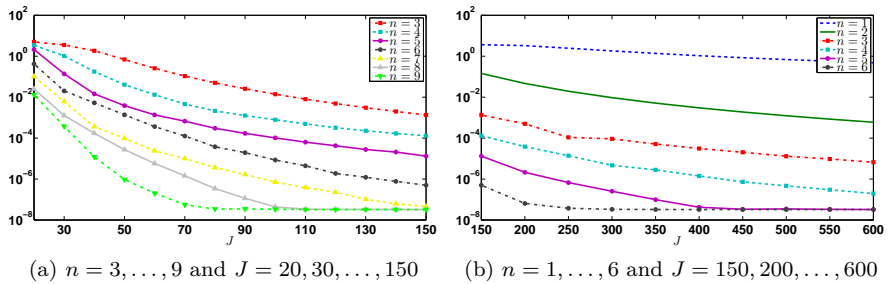 10^2
10^0
10^{-2}
10^{-4}
10^{-6}
10^{-8}
30 50 70 90 110 130 150
J
n = 3
n = 4
n = 5
n = 6
n = 7
n = 8
n = 9
(a) n = 3, . . . , 9 and J = 20, 30, . . . , 150
10^2
10^0
10^{-2}
10^{-4}
10^{-6}
10^{-8}
150 200 250 300 350 400 450 500 550 600
J
n = 1
n = 2
n = 3
n = 4
n = 5
n = 6
(b) n = 1, . . . , 6 and J = 150, 200, . . . , 600